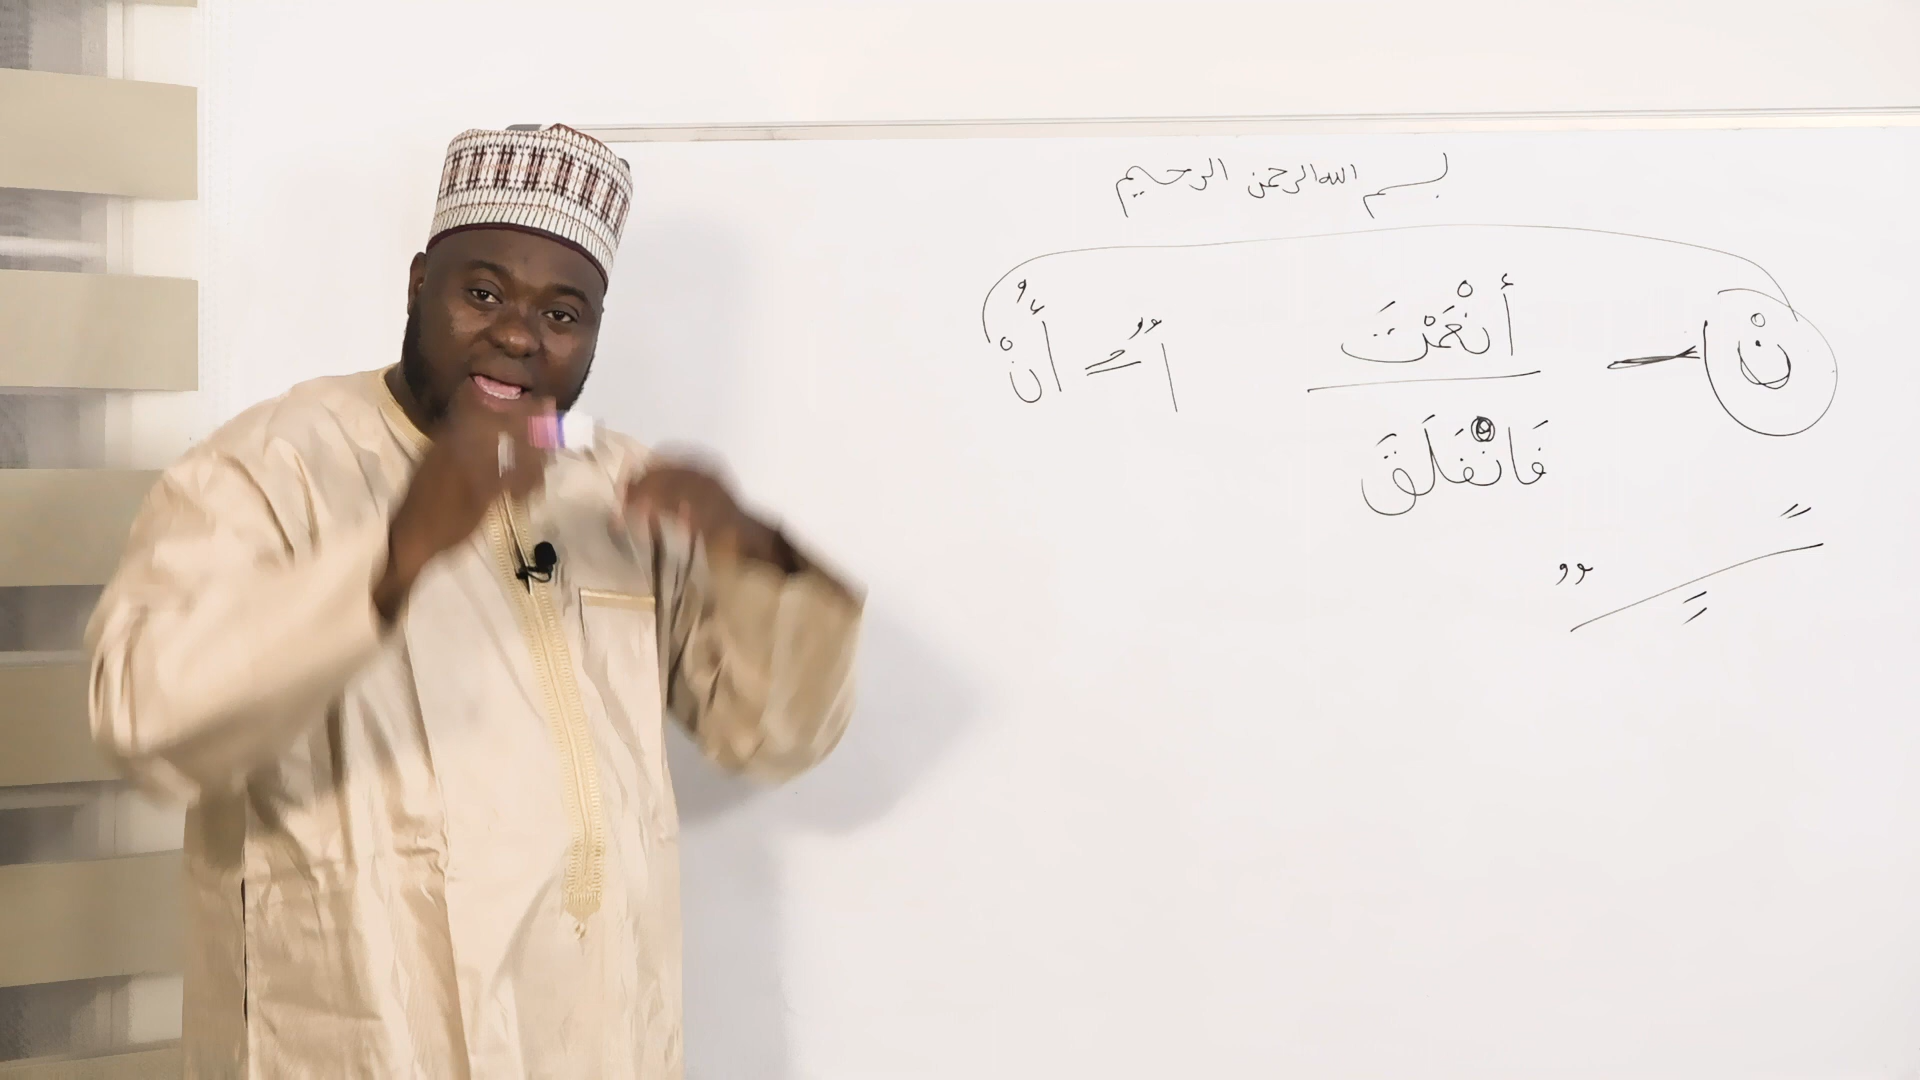 بسم الله الرحمن الرحيم
نْ أَنْعَمْتَ أٌ = أُنْ
فَانْفَلَقَ
ً ٍ ٌ